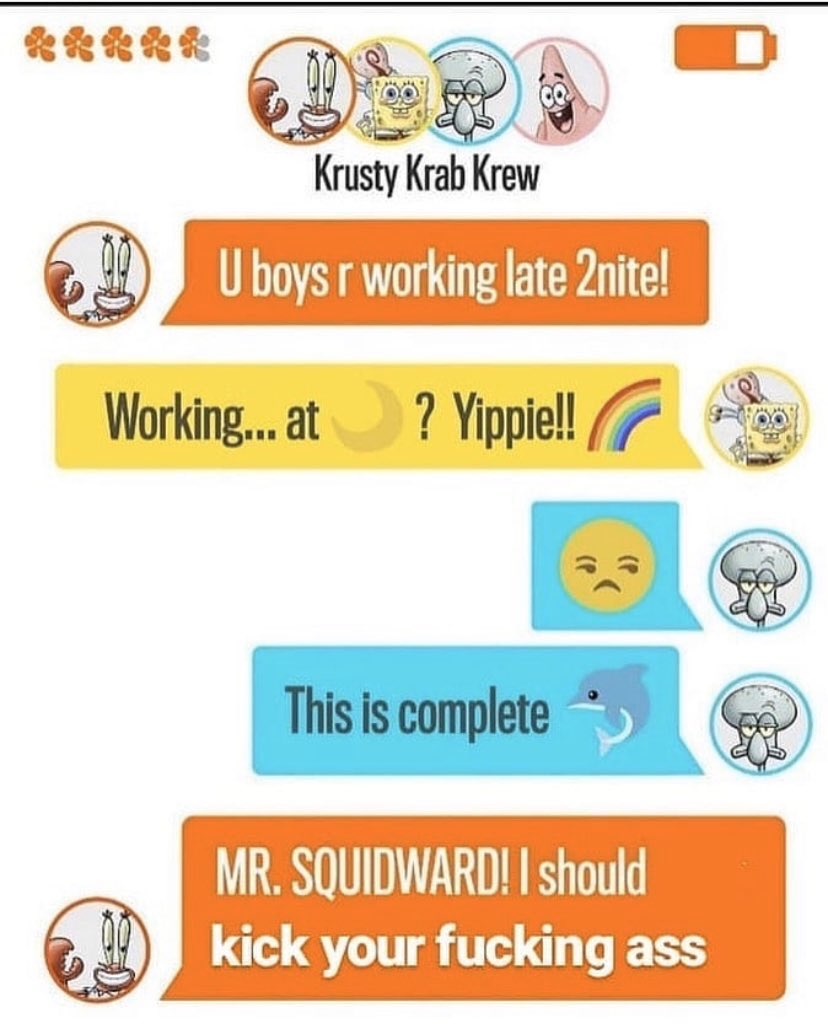 Krusty Krab Krew
U boys r working late 2nite!
Working... at 🌙 ? Yippie!! 🌈
😒
This is complete 🐬
MR. SQUIDWARD! I should
kick your fucking ass